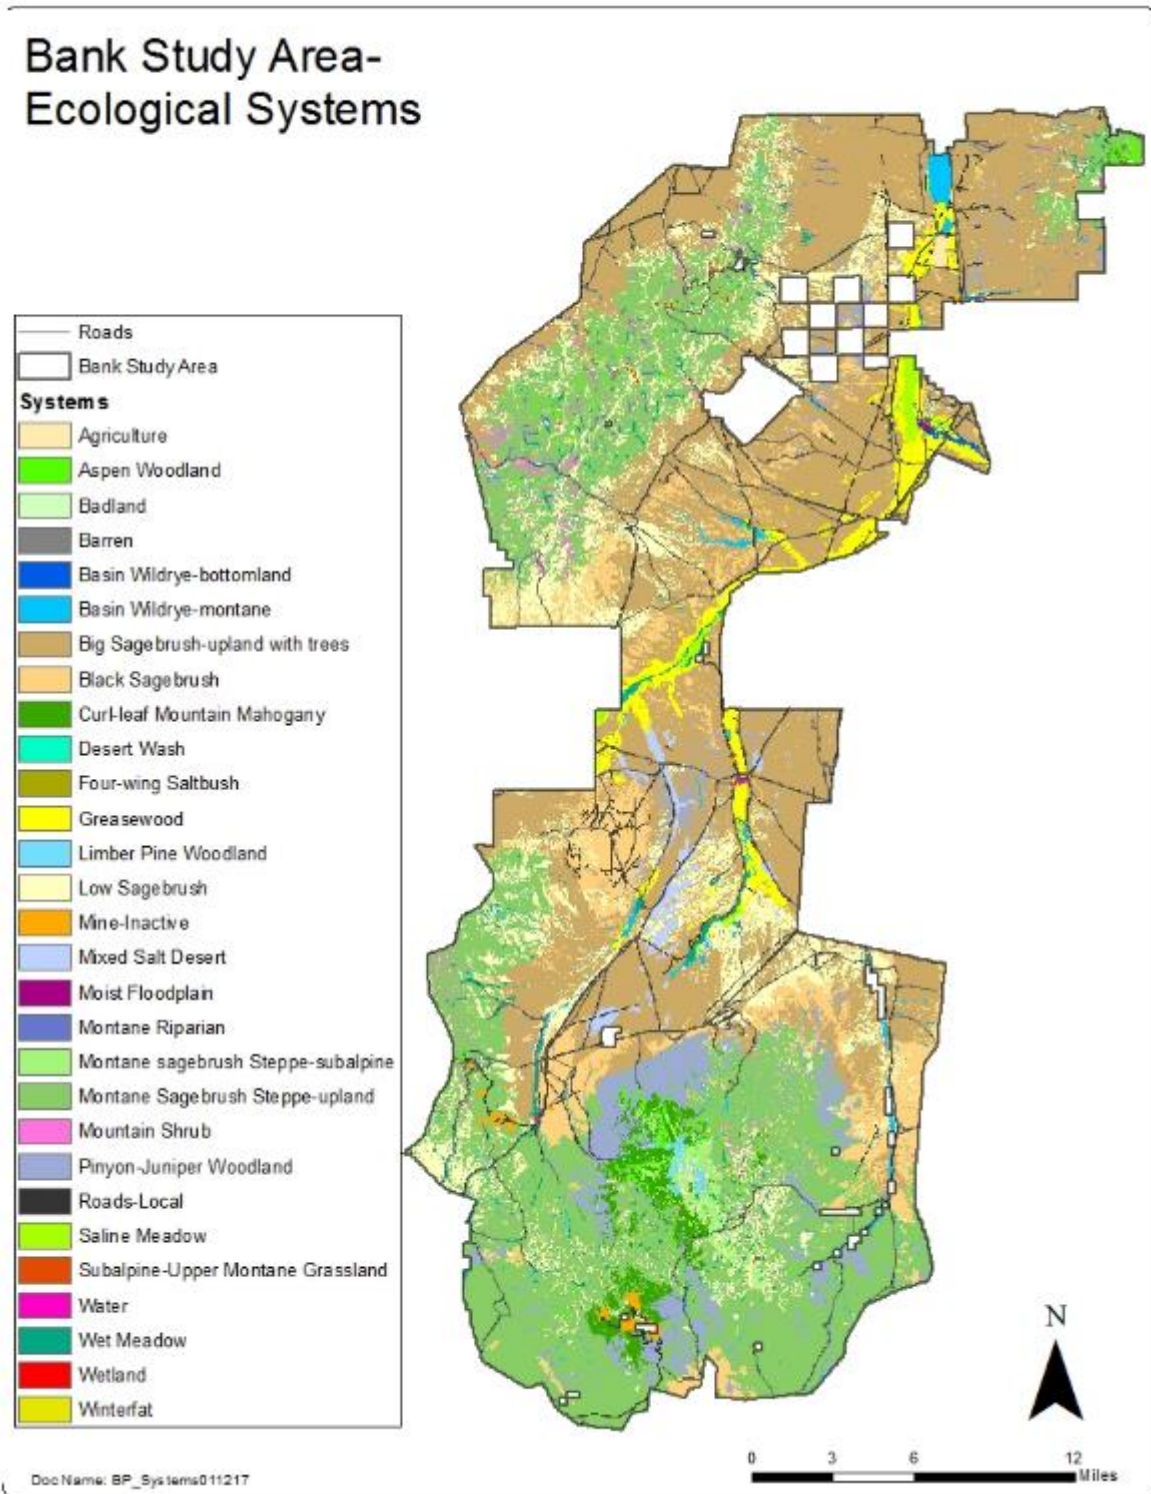 Bank Study Area-
Ecological Systems
Roads
Bank Study Area
Systems
Agriculture
Aspen Woodland
Badland
Barren
Basin Wildrye-bottomland
Basin Wildrye-montane
Big Sagebrush-upland with trees
Black Sagebrush
Curl-leaf Mountain Mahogany
Desert Wash
Four-wing Saltbush
Greasewood
Limber Pine Woodland
Low Sagebrush
Mine-Inactive
Mixed Salt Desert
Moist Floodplain
Montane Riparian
Montane sagebrush Steppe-subalpine
Montane Sagebrush Steppe-upland
Mountain Shrub
Pinyon-Juniper Woodland
Roads-Local
Saline Meadow
Subalpine-Upper Montane Grassland
Water
Wet Meadow
Wetland
Winterfat
N
0 3 6 12
Miles
Doc Name: BP_Systems011217